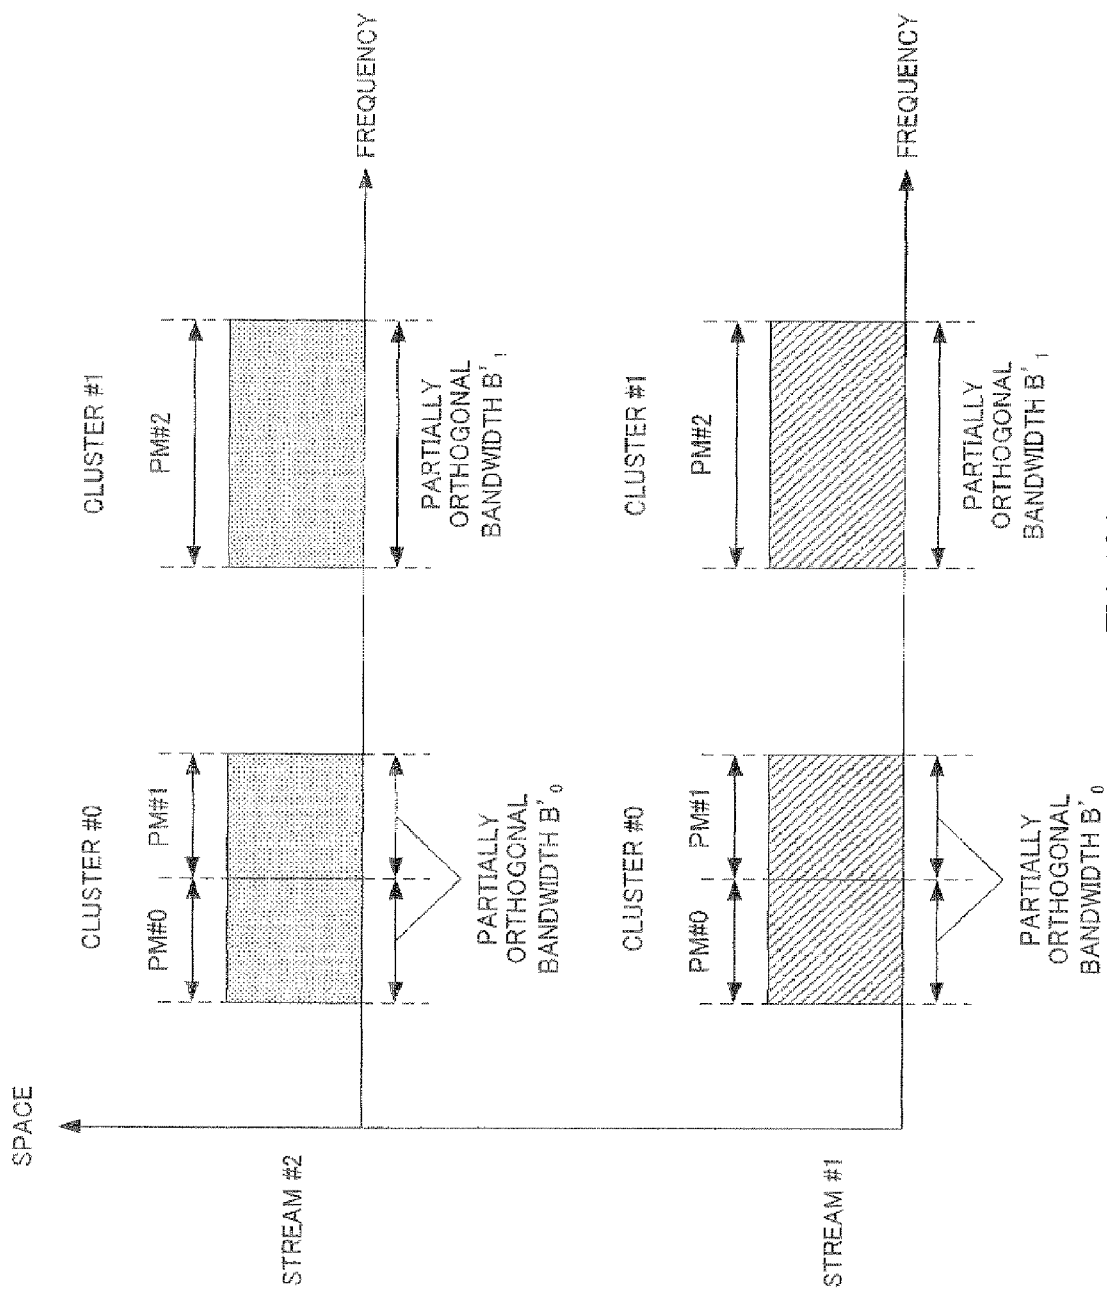 SPACE
STREAM #2
CLUSTER #0
CLUSTER #1
PM#0
PM#1
PM#2
FREQUENCY
PARTIALLY
ORTHOGONAL
BANDWIDTH B'0
PARTIALLY
ORTHOGONAL
BANDWIDTH B'1
STREAM #1
CLUSTER #0
CLUSTER #1
PM#0
PM#1
PM#2
FREQUENCY
PARTIALLY
ORTHOGONAL
BANDWIDTH B'0
PARTIALLY
ORTHOGONAL
BANDWIDTH B'1